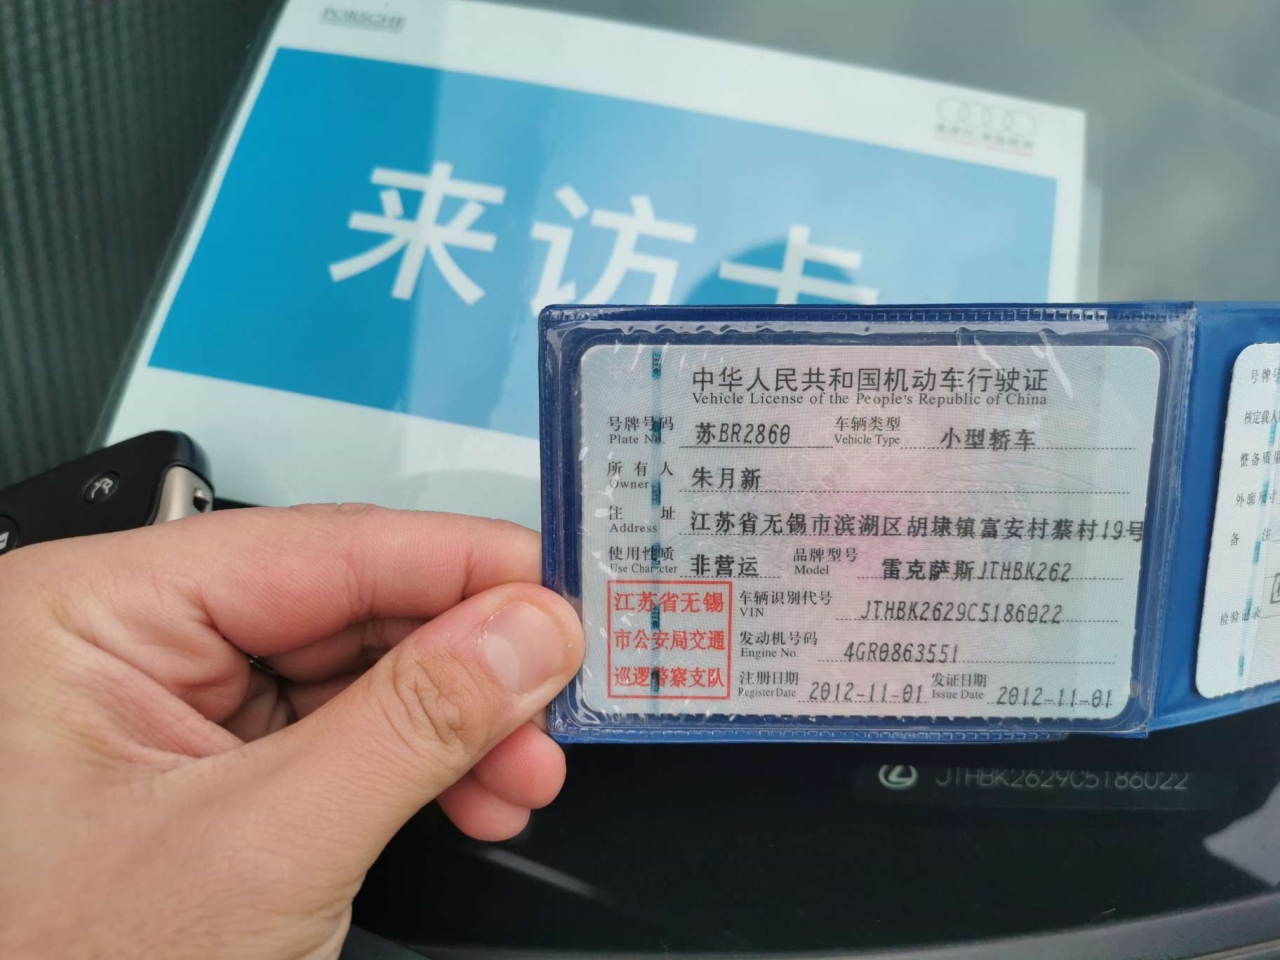 PORSCHE
来访卡
中华人民共和国机动车行驶证
Vehicle License of the People's Republic of China
号牌号码 苏BR2860 车辆类型 小型轿车
Plate No. Vehicle Type
所有人 朱月新
Owner
住址 江苏省无锡市滨湖区胡埭镇富安村蔡村19号
Address
使用性质 非营运 品牌型号 雷克萨斯JTHBK262
Use Character Model
江苏省无锡
市公安局交通
巡逻警察支队
车辆识别代号 JTHBK2629C5186022
VIN
发动机号码 4GR0863551
Engine No.
注册日期 2012-11-01 发证日期 2012-11-01
Register Date Issue Date
号牌号
核定载人
整备质量
外廓尺寸
备 注
检验记录
JTHBK2629C5186022